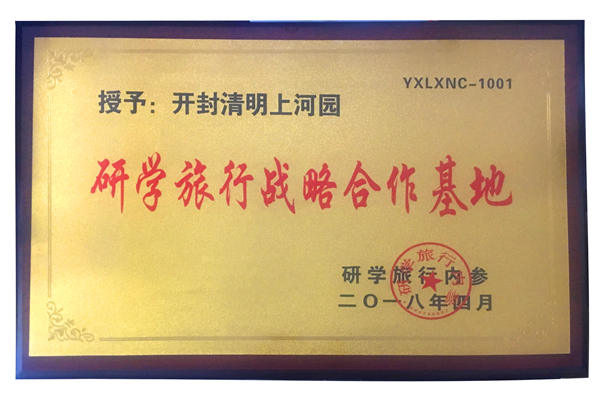 YXLXNC-1001
授予：开封清明上河园
研学旅行战略合作基地
研学旅行内参
二〇一八年四月